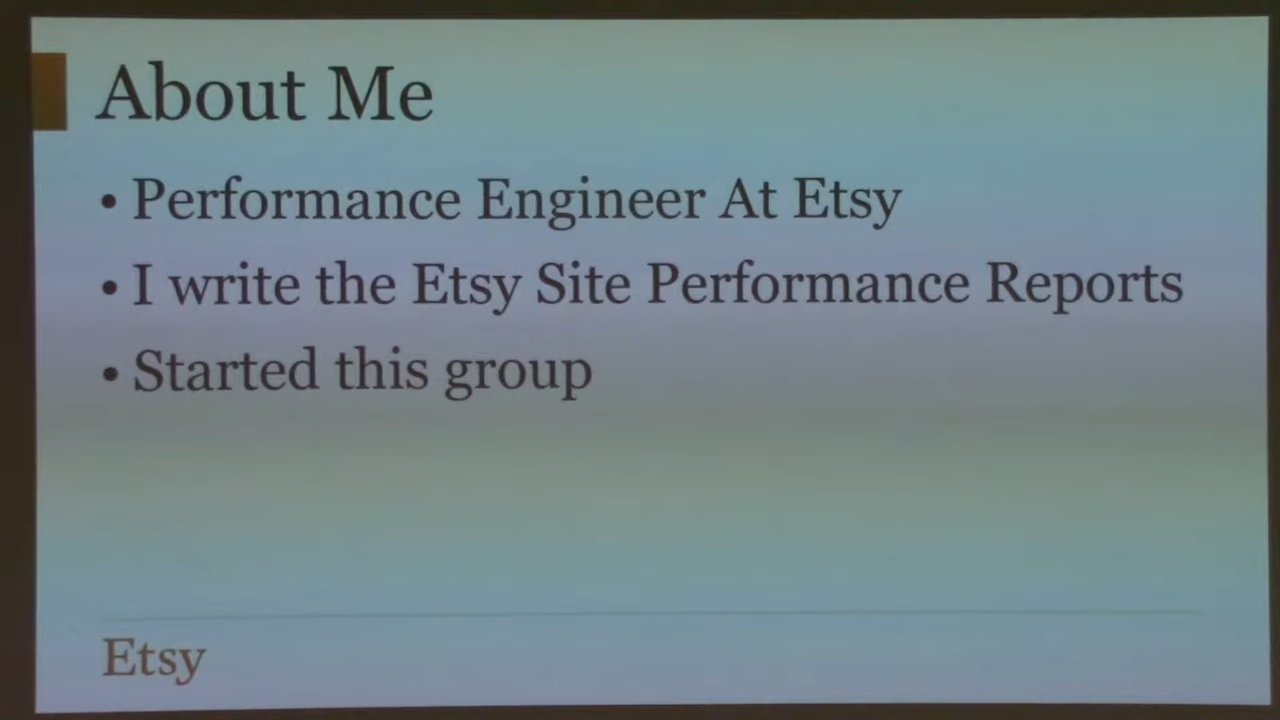 About Me
• Performance Engineer At Etsy
• I write the Etsy Site Performance Reports
• Started this group
Etsy